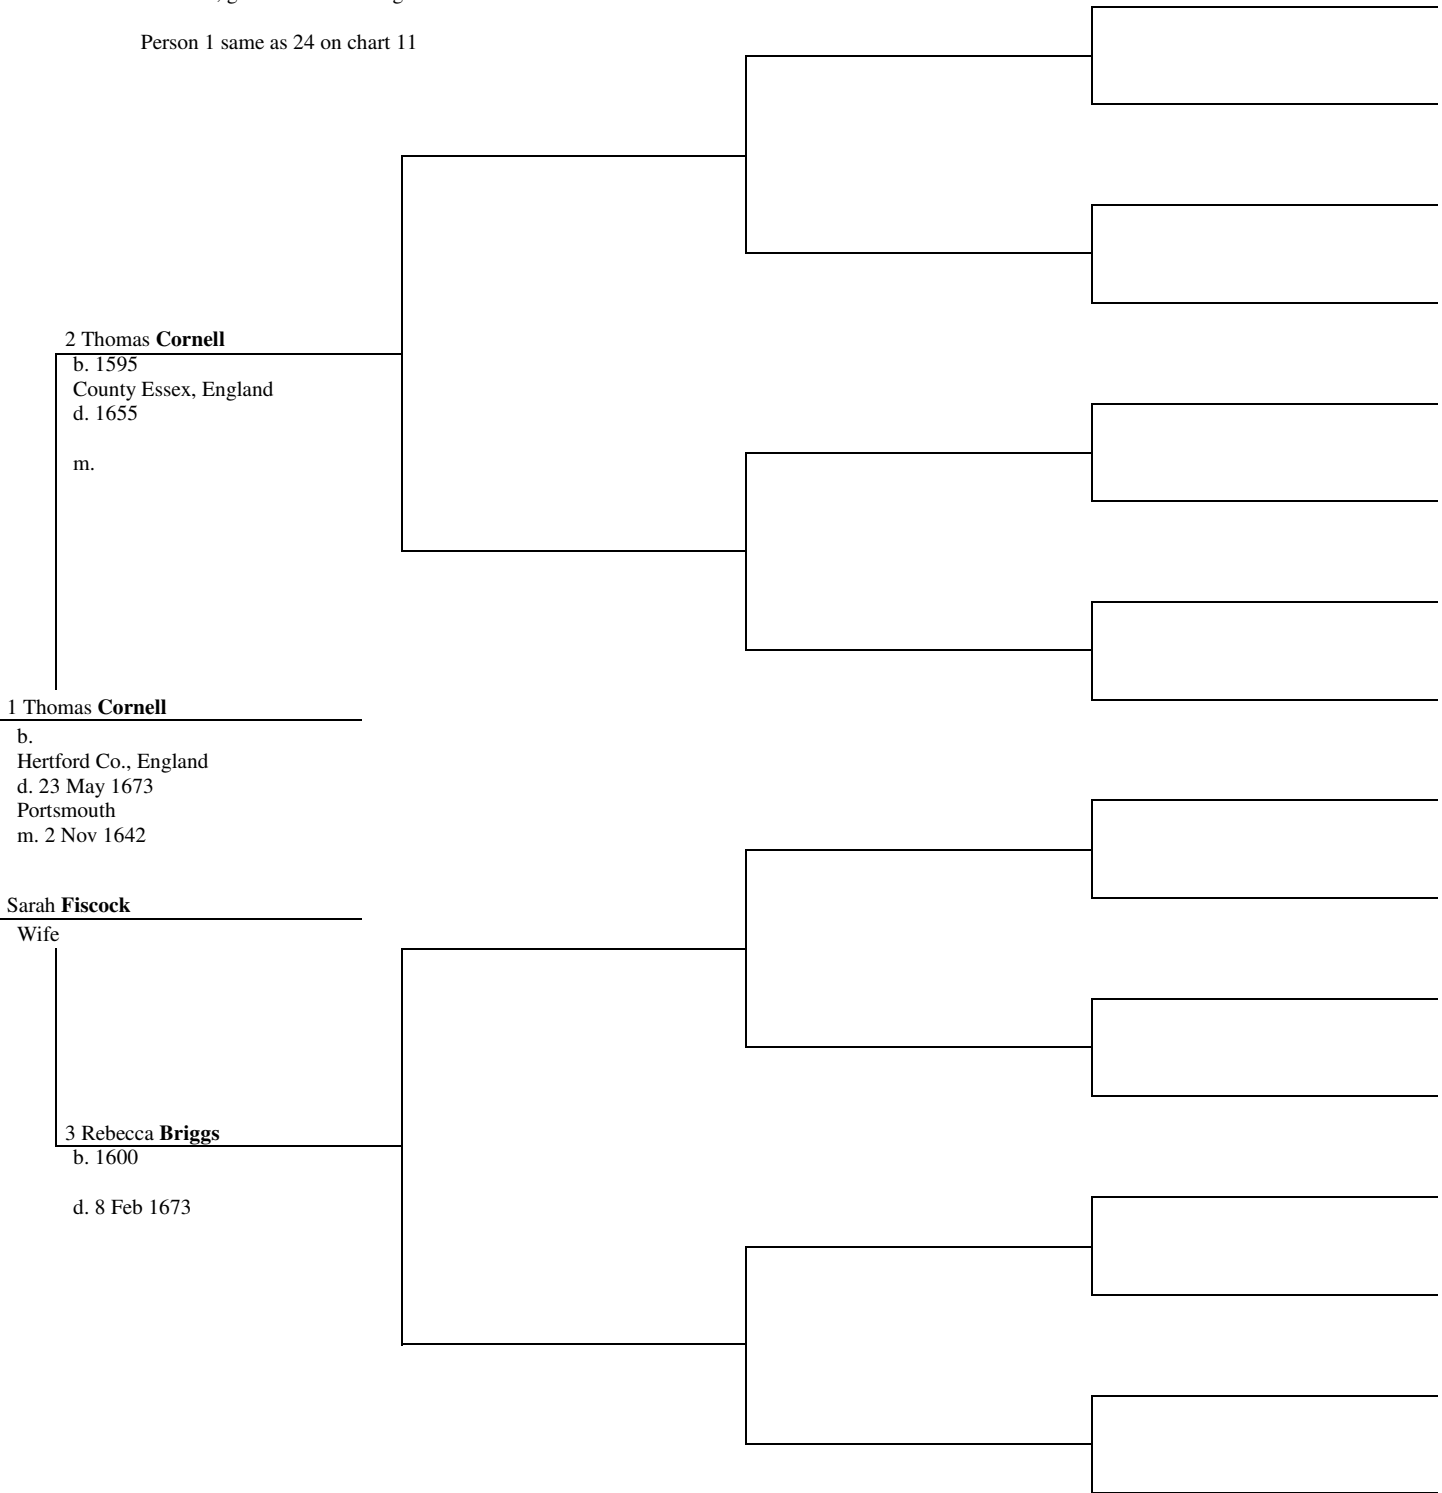 Person 1 same as 24 on chart 11
2 Thomas Cornell
b. 1595
County Essex, England
d. 1655
m.
1 Thomas Cornell
b.
Hertford Co., England
d. 23 May 1673
Portsmouth
m. 2 Nov 1642
Sarah Fiscock
Wife
3 Rebecca Briggs
b. 1600
d. 8 Feb 1673